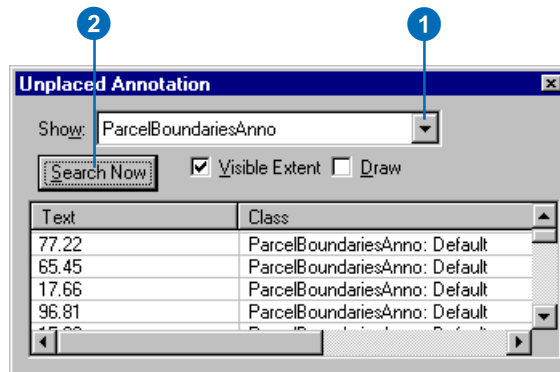 2 1
Unplaced Annotation
Show: ParcelBoundariesAnno
Search Now Visible Extent Draw
Text Class
77.22 ParcelBoundariesAnno: Default
65.45 ParcelBoundariesAnno: Default
17.66 ParcelBoundariesAnno: Default
96.81 ParcelBoundariesAnno: Default